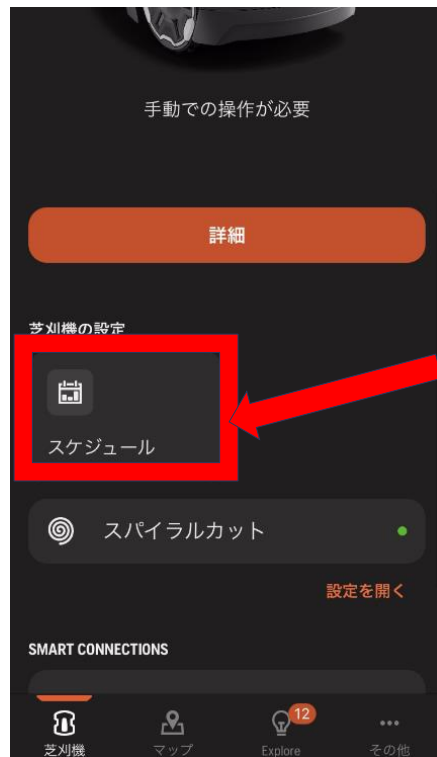 手動での操作が必要
詳細
芝刈機の設定
スケジュール
スパイラルカット
設定を開く
SMART CONNECTIONS
12
芝刈機
マップ
Explore
その他